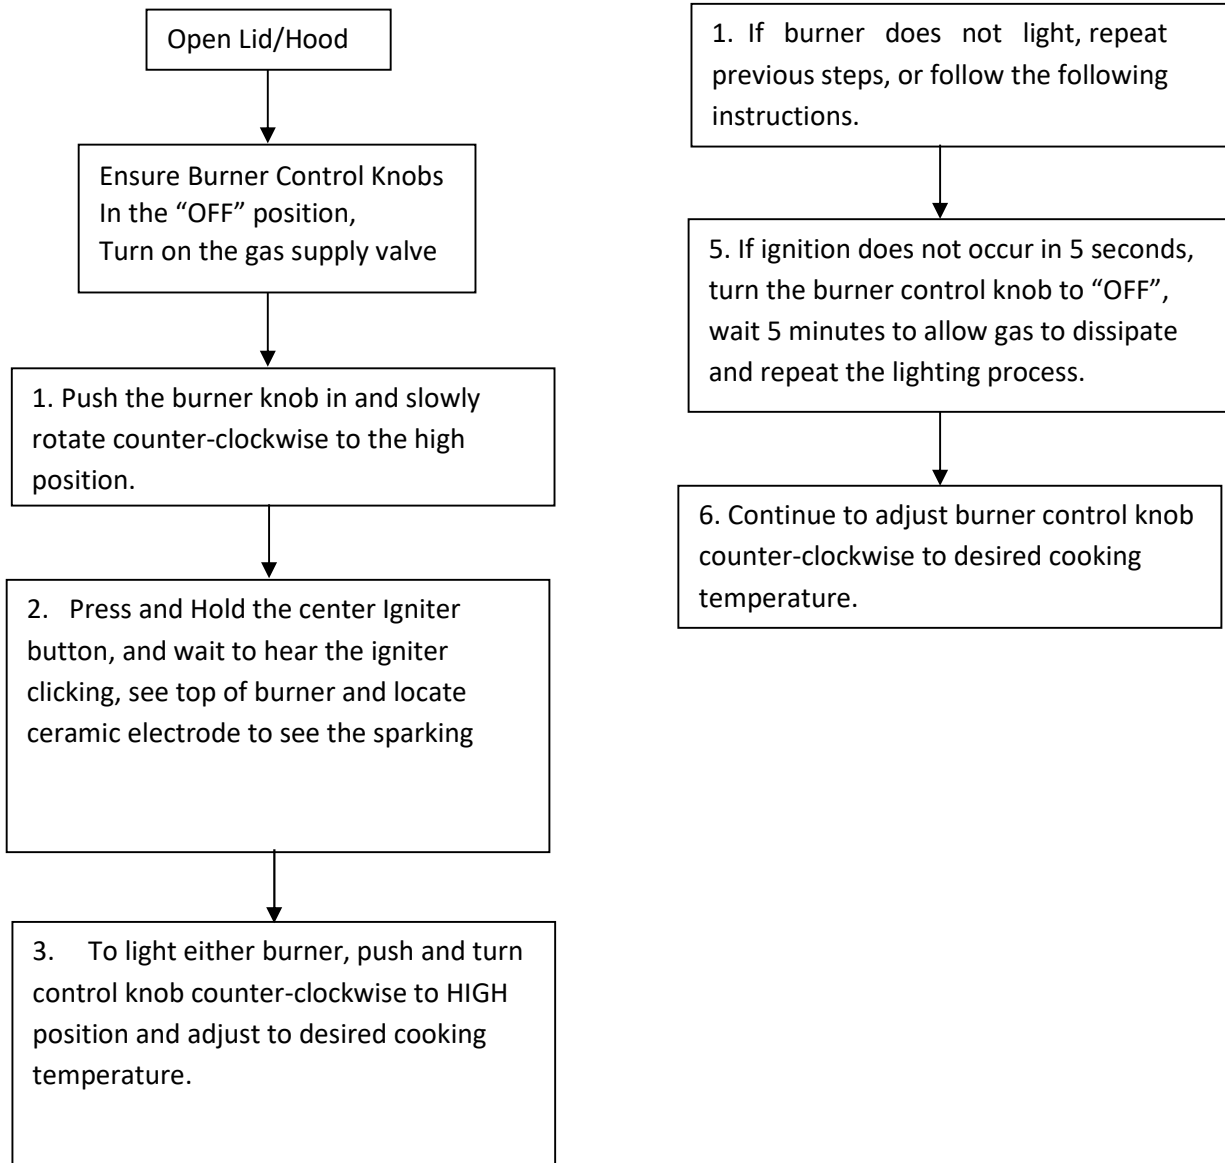 Open Lid/Hood
Ensure Burner Control Knobs
In the “OFF” position,
Turn on the gas supply valve
1. Push the burner knob in and slowly
rotate counter-clockwise to the high
position.
2. Press and Hold the center Igniter
button, and wait to hear the igniter
clicking, see top of burner and locate
ceramic electrode to see the sparking
3. To light either burner, push and turn
control knob counter-clockwise to HIGH
position and adjust to desired cooking
temperature.
1. If burner does not light, repeat
previous steps, or follow the following
instructions.
5. If ignition does not occur in 5 seconds,
turn the burner control knob to “OFF”,
wait 5 minutes to allow gas to dissipate
and repeat the lighting process.
6. Continue to adjust burner control knob
counter-clockwise to desired cooking
temperature.